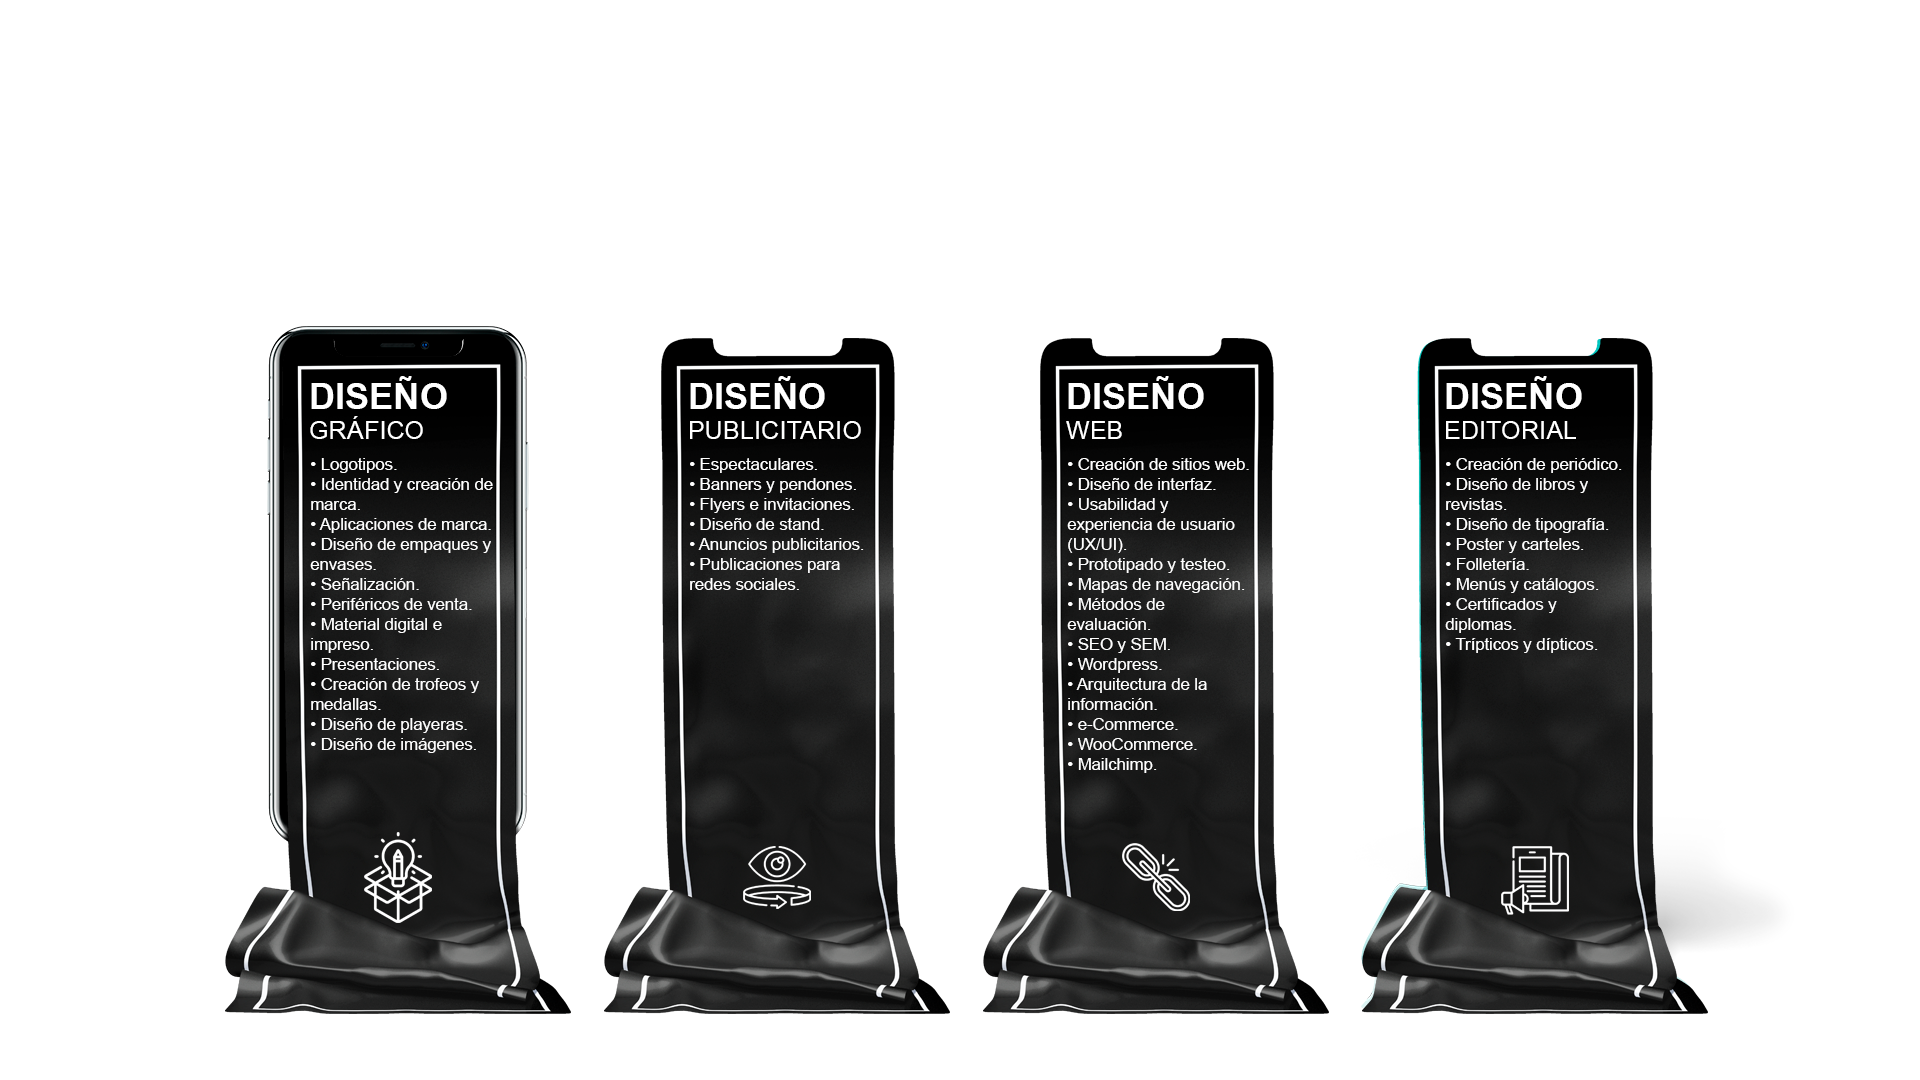 DISEÑO
GRÁFICO
• Logotipos.
• Identidad y creación de
marca.
• Aplicaciones de marca.
• Diseño de empaques y
envases.
• Señalización.
• Periféricos de venta.
• Material digital e
impreso.
• Presentaciones.
• Creación de trofeos y
medallas.
• Diseño de playeras.
• Diseño de imágenes.
DISEÑO
PUBLICITARIO
• Espectaculares.
• Banners y pendones.
• Flyers e invitaciones.
• Diseño de stand.
• Anuncios publicitarios.
• Publicaciones para
redes sociales.
DISEÑO
WEB
• Creación de sitios web.
• Diseño de interfaz.
• Usabilidad y
experiencia de usuario
(UX/UI).
• Prototipado y testeo.
• Mapas de navegación.
• Métodos de
evaluación.
• SEO y SEM.
• Wordpress.
• Arquitectura de la
información.
• e-Commerce.
• WooCommerce.
• Mailchimp.
DISEÑO
EDITORIAL
• Creación de periódico.
• Diseño de libros y
revistas.
• Diseño de tipografía.
• Poster y carteles.
• Folletería.
• Menús y catálogos.
• Certificados y
diplomas.
• Trípticos y dípticos.